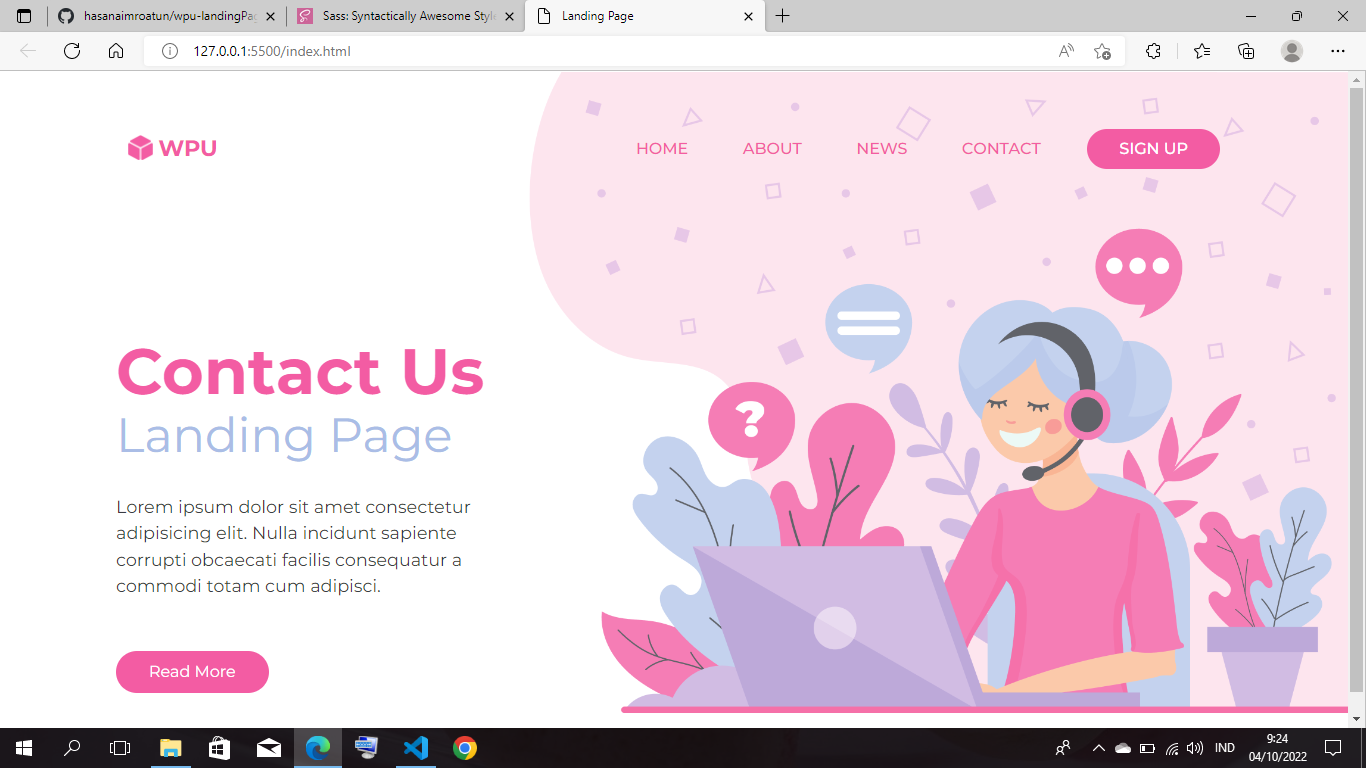 hasanaimroatun/wpu-landingPag
Sass: Syntactically Awesome Style
Landing Page
127.0.0.1:5500/index.html
WPU
HOME ABOUT NEWS CONTACT SIGN UP
Contact Us
Landing Page
Lorem ipsum dolor sit amet consectetur
adipisicing elit. Nulla incidunt sapiente
corrupti obcaecati facilis consequatur a
commodi totam cum adipisci.
Read More
?
IND
9:24
04/10/2022